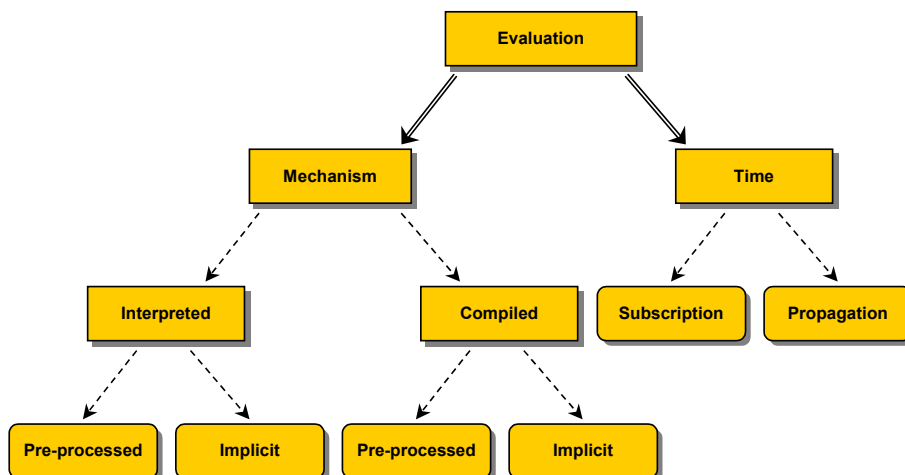 Evaluation
Mechanism
Time
Interpreted
Compiled
Subscription
Propagation
Pre-processed
Implicit
Pre-processed
Implicit